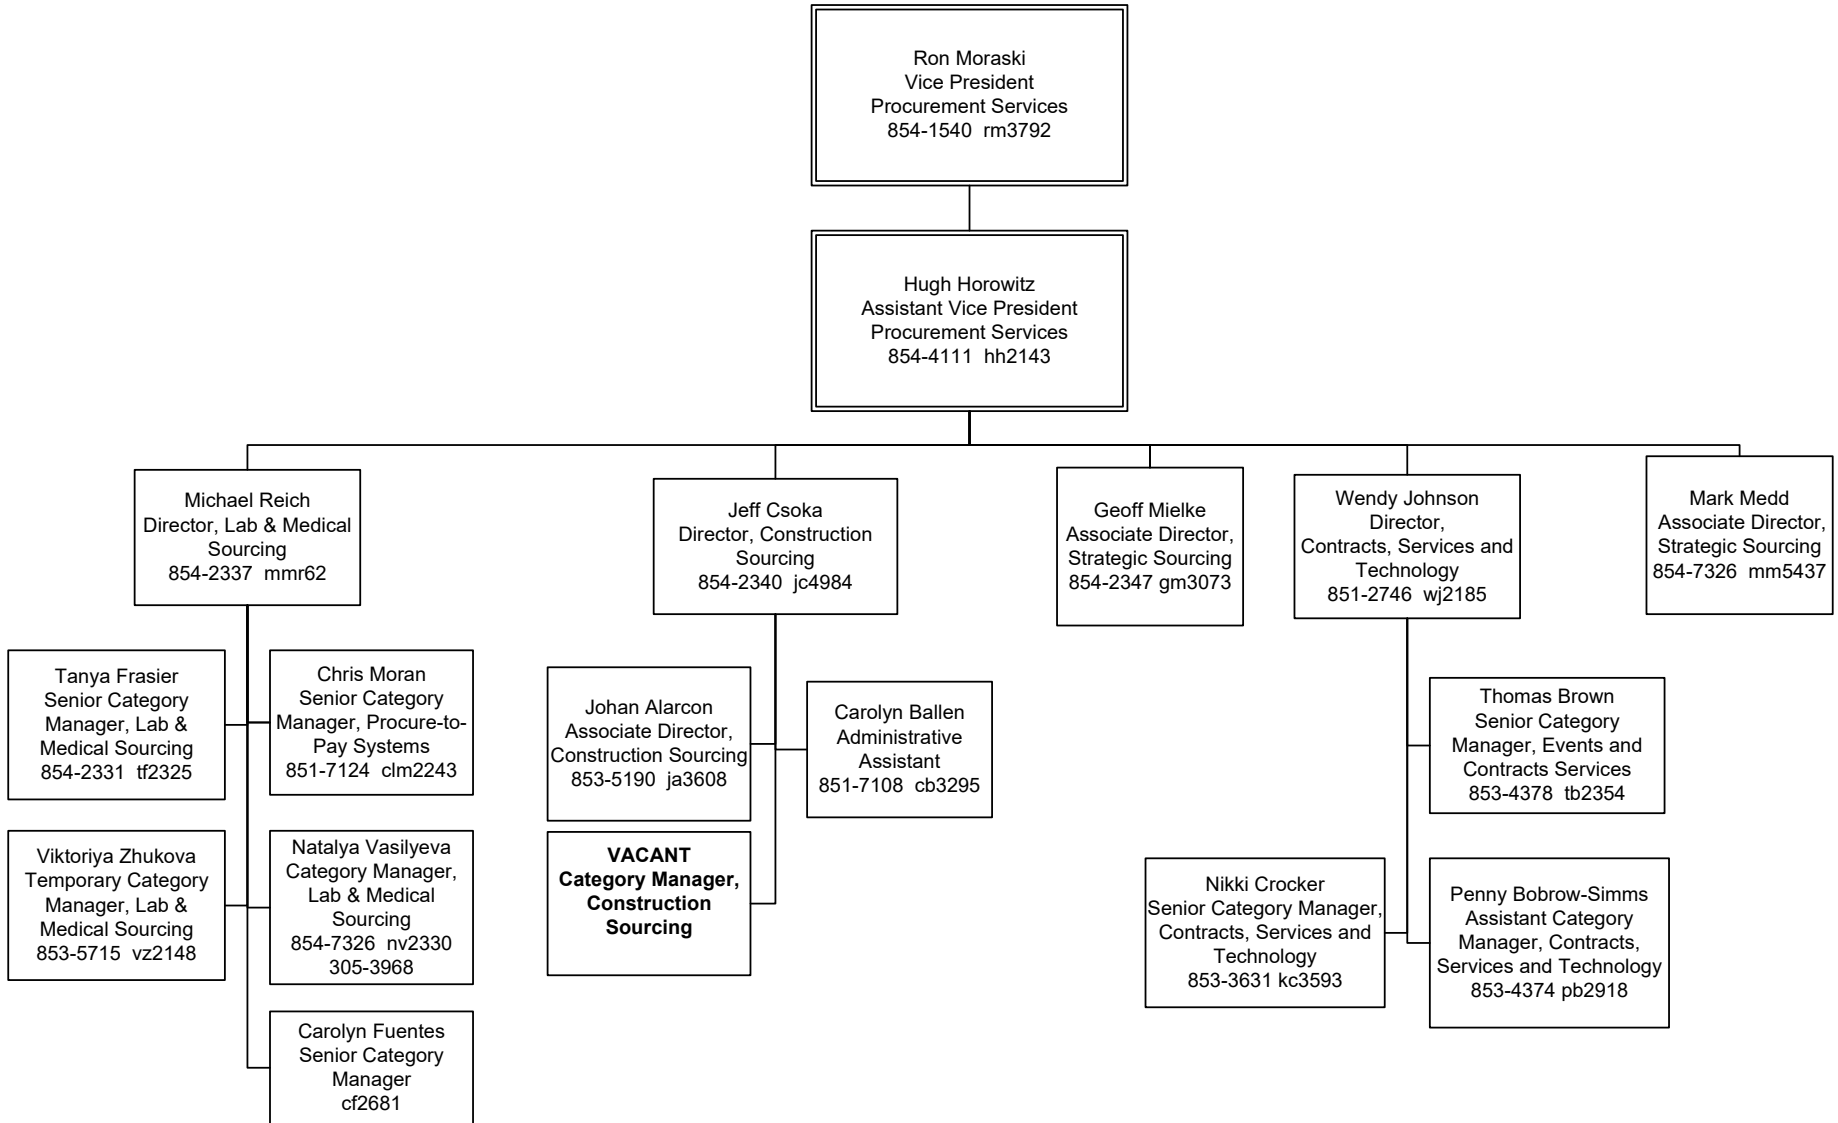 Ron Moraski
Vice President
Procurement Services
854-1540  rm3792
Hugh Horowitz
Assistant Vice President
Procurement Services
854-4111  hh2143
Michael Reich
Director, Lab & Medical
Sourcing
854-2337  mmr62
Jeff Csoka
Director, Construction
Sourcing
854-2340  jc4984
Geoff Mielke
Associate Director,
Strategic Sourcing
854-2347 gm3073
Wendy Johnson
Director,
Contracts, Services and
Technology
851-2746  wj2185
Mark Medd
Associate Director,
Strategic Sourcing
854-7326  mm5437
Tanya Frasier
Senior Category
Manager, Lab &
Medical Sourcing
854-2331  tf2325
Chris Moran
Senior Category
Manager, Procure-to-
Pay Systems
851-7124  clm2243
Johan Alarcon
Associate Director,
Construction Sourcing
853-5190  ja3608
Carolyn Ballen
Administrative
Assistant
851-7108  cb3295
Thomas Brown
Senior Category
Manager, Events and
Contracts Services
853-4378  tb2354
Viktoriya Zhukova
Temporary Category
Manager, Lab &
Medical Sourcing
853-5715  vz2148
Natalya Vasilyeva
Category Manager,
Lab & Medical
Sourcing
854-7326  nv2330
305-3968
VACANT
Category Manager,
Construction
Sourcing
Nikki Crocker
Senior Category Manager,
Contracts, Services and
Technology
853-3631 kc3593
Penny Bobrow-Simms
Assistant Category
Manager, Contracts,
Services and Technology
853-4374 pb2918
Carolyn Fuentes
Senior Category
Manager
cf2681